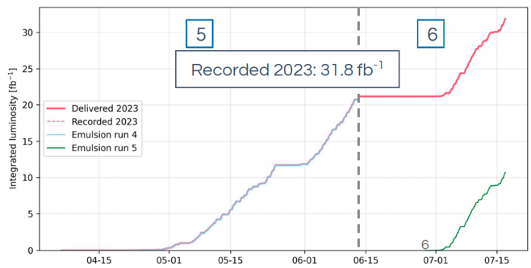 5
6
Recorded 2023: 31.8 fb⁻¹
Integrated luminosity [fb⁻¹]
30
25
20
15
10
5
0
Delivered 2023
Recorded 2023
Emulsion run 4
Emulsion run 5
6
04-15
05-01
05-15
06-01
06-15
07-01
07-15